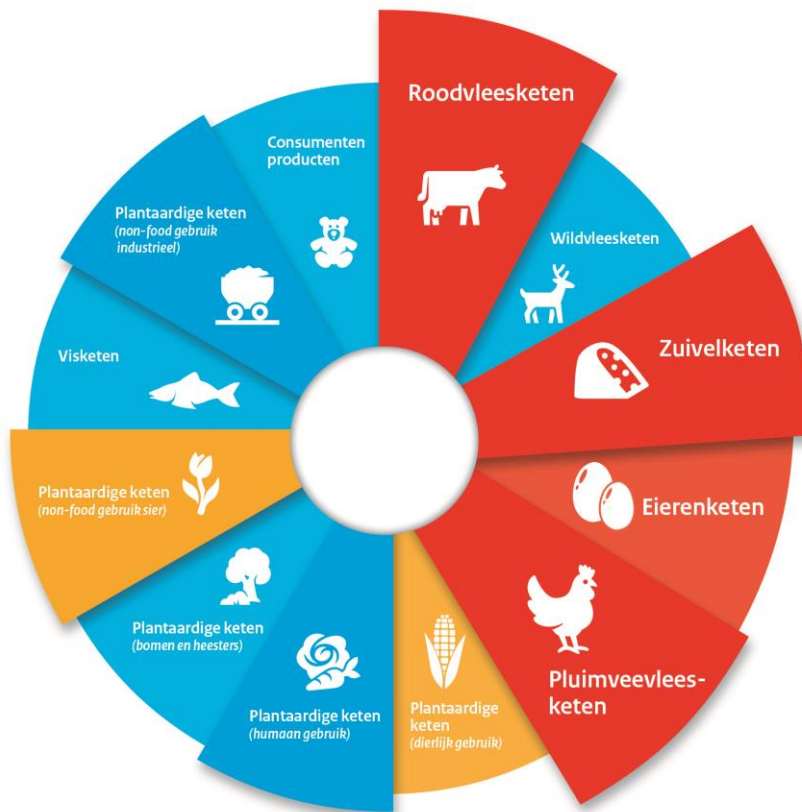 Roodvleesketen
Wildvleesketen
Zuivelketen
Eierenketen
Pluimveevlees-
keten
Plantaardige
keten
(dierlijk gebruik)
Plantaardige keten
(humaan gebruik)
Plantaardige keten
(bomen en heesters)
Plantaardige keten
(non-food gebruik sier)
Visketen
Plantaardige keten
(non-food gebruik
industrieel)
Consumenten
producten